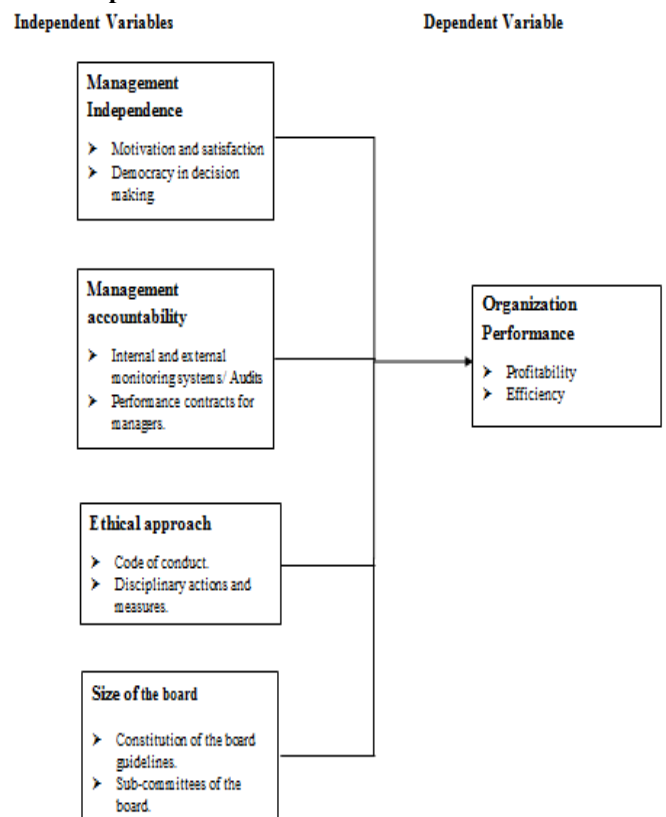 Independent Variables
Dependent Variable
Management
Independence
➤ Motivation and satisfaction
➤ Democracy in decision
making.
Management
accountability
➤ Internal and external
monitoring systems/ Audits
➤ Performance contracts for
managers.
Organization
Performance
➤ Profitability
➤ Efficiency
Ethical approach
➤ Code of conduct.
➤ Disciplinary actions and
measures.
Size of the board
➤ Constitution of the board
guidelines.
➤ Sub-committees of the
board.